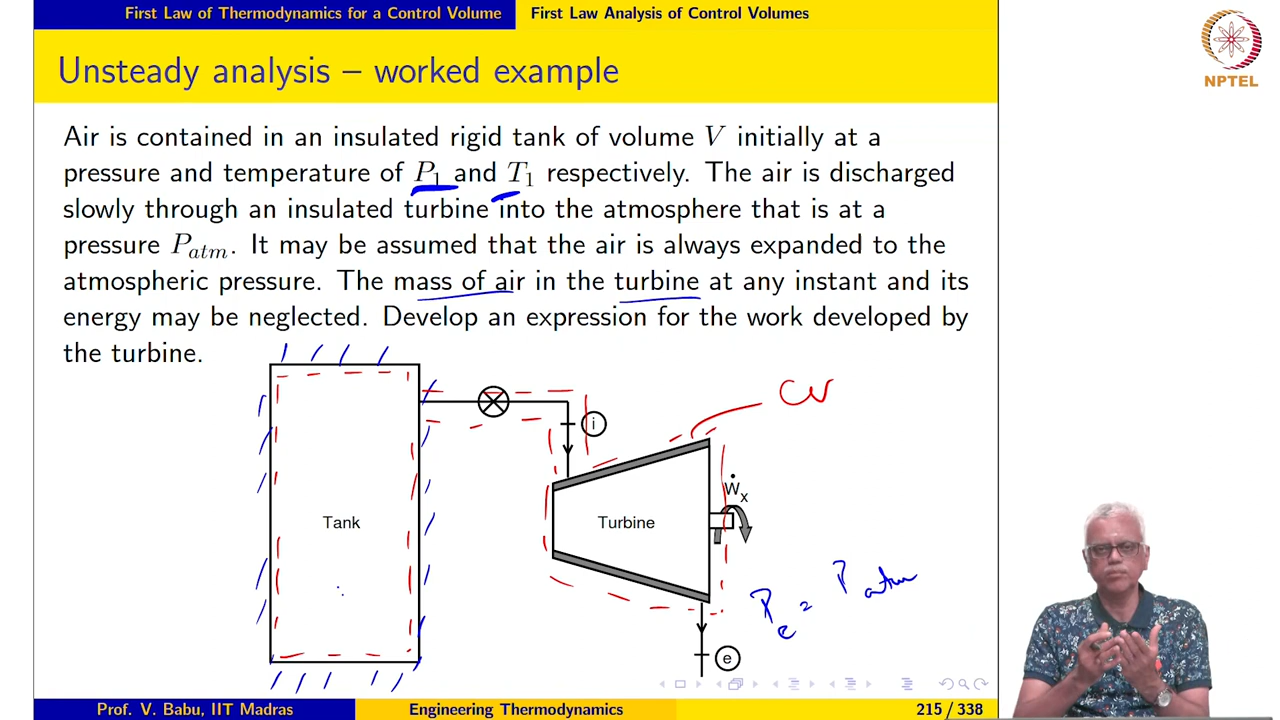 First Law of Thermodynamics for a Control Volume First Law Analysis of Control Volumes
NPTEL
Unsteady analysis – worked example
Air is contained in an insulated rigid tank of volume V initially at a
pressure and temperature of P₁ and T₁ respectively. The air is discharged
slowly through an insulated turbine into the atmosphere that is at a
pressure Pₐₜₘ. It may be assumed that the air is always expanded to the
atmospheric pressure. The mass of air in the turbine at any instant and its
energy may be neglected. Develop an expression for the work developed by
the turbine.
CV
i
Ẇₓ
Tank
Turbine
Pₑ = Pₐₜₘ
e
Prof. V. Babu, IIT Madras Engineering Thermodynamics 215 / 338